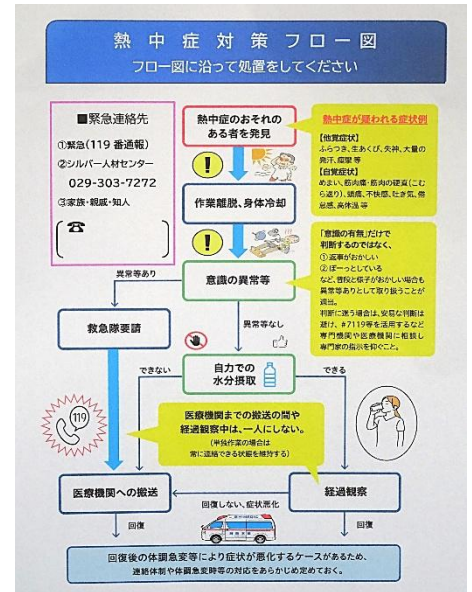 熱中症対策フロー図
フロー図に沿って処置をしてください
■緊急連絡先
①緊急(119 番通報)
②シルバー人材センター
029-303-7272
③家族・親戚・知人
熱中症のおそれの
ある者を発見
作業離脱、身体冷却
意識の異常等
異常等あり
異常等なし
救急隊要請
自力での
水分摂取
できない
できる
119
熱中症が疑われる症状例
【他覚症状】
ふらつき、生あくび、失神、大量の
発汗、痙攣 等
【自覚症状】
めまい、筋肉痛・筋肉の硬直(こむ
ら返り)、頭痛、不快感、吐き気、倦
怠感、高体温 等
「意識の有無」だけで
判断するのではなく、
① 返事がおかしい
② ぼーっとしている
など、普段と様子がおかしい場合も
異常等ありとして取り扱うことが
適当。
判断に迷う場合は、安易な判断は
避け、#7119等を活用するなど
専門機関や医療機関に相談し
専門家の指示を仰ぐこと。
医療機関までの搬送の間や
経過観察中は、一人にしない。
(単独作業の場合は
常に連絡できる状態を維持する)
医療機関への搬送
経過観察
回復しない、症状悪化
回復
回復
回復後の体調急変等により症状が悪化するケースがあるため、
連絡体制や体調急変時等の対応をあらかじめ定めておく。